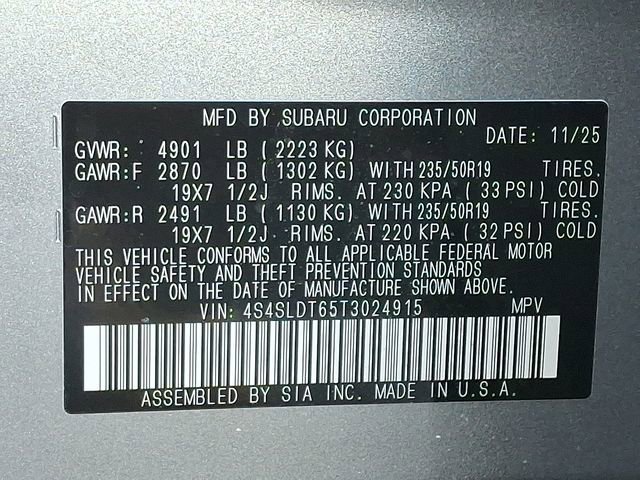 MFD BY SUBARU CORPORATION
DATE: 11/25
GVWR: 4901 LB ( 2223 KG)
GAWR:F 2870 LB ( 1302 KG) WITH 235/50R19 TIRES.
19X7 1/2J RIMS. AT 230 KPA ( 33 PSI) COLD
GAWR:R 2491 LB ( 1130 KG) WITH 235/50R19 TIRES.
19X7 1/2J RIMS. AT 220 KPA ( 32 PSI) COLD
THIS VEHICLE CONFORMS TO ALL APPLICABLE FEDERAL MOTOR
VEHICLE SAFETY AND THEFT PREVENTION STANDARDS
IN EFFECT ON THE DATE OF MANUFACTURE SHOWN ABOVE.
VIN: 4S4SLDT65T3024915 MPV
ASSEMBLED BY SIA INC. MADE IN U.S.A.